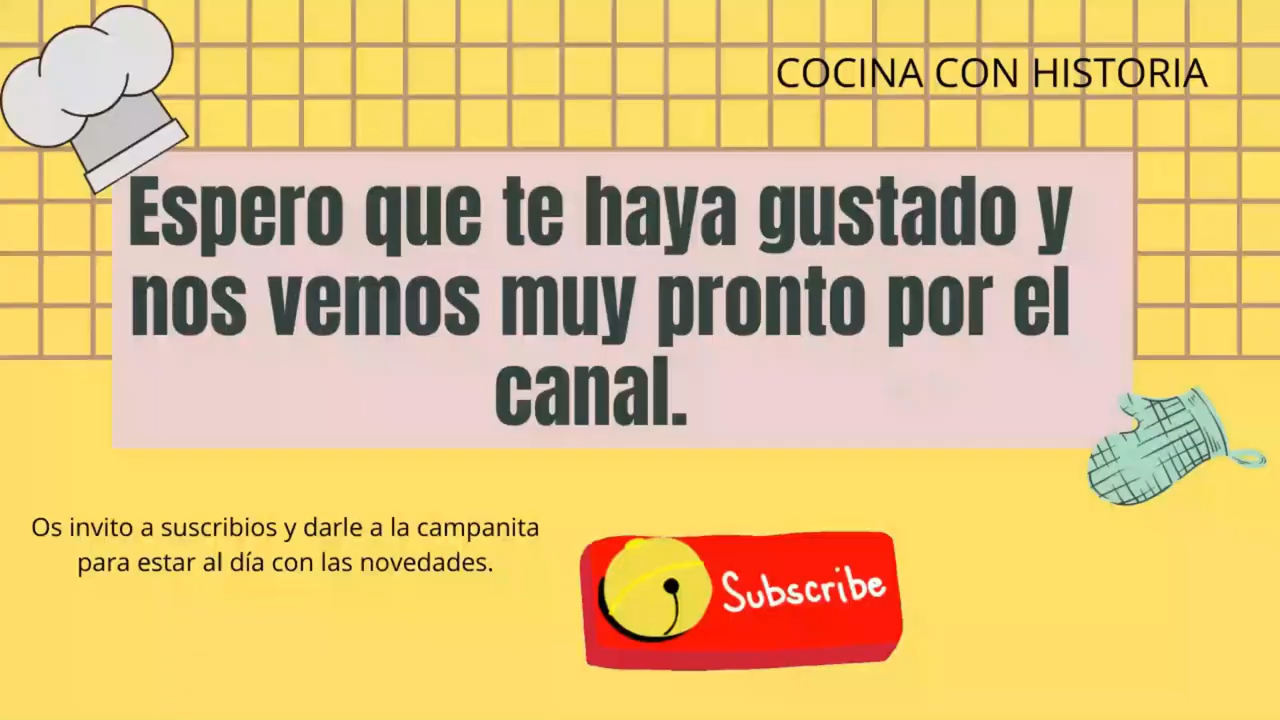 COCINA CON HISTORIA
Espero que te haya gustado y
nos vemos muy pronto por el
canal.
Os invito a suscribios y darle a la campanita
para estar al día con las novedades.
Subscribe